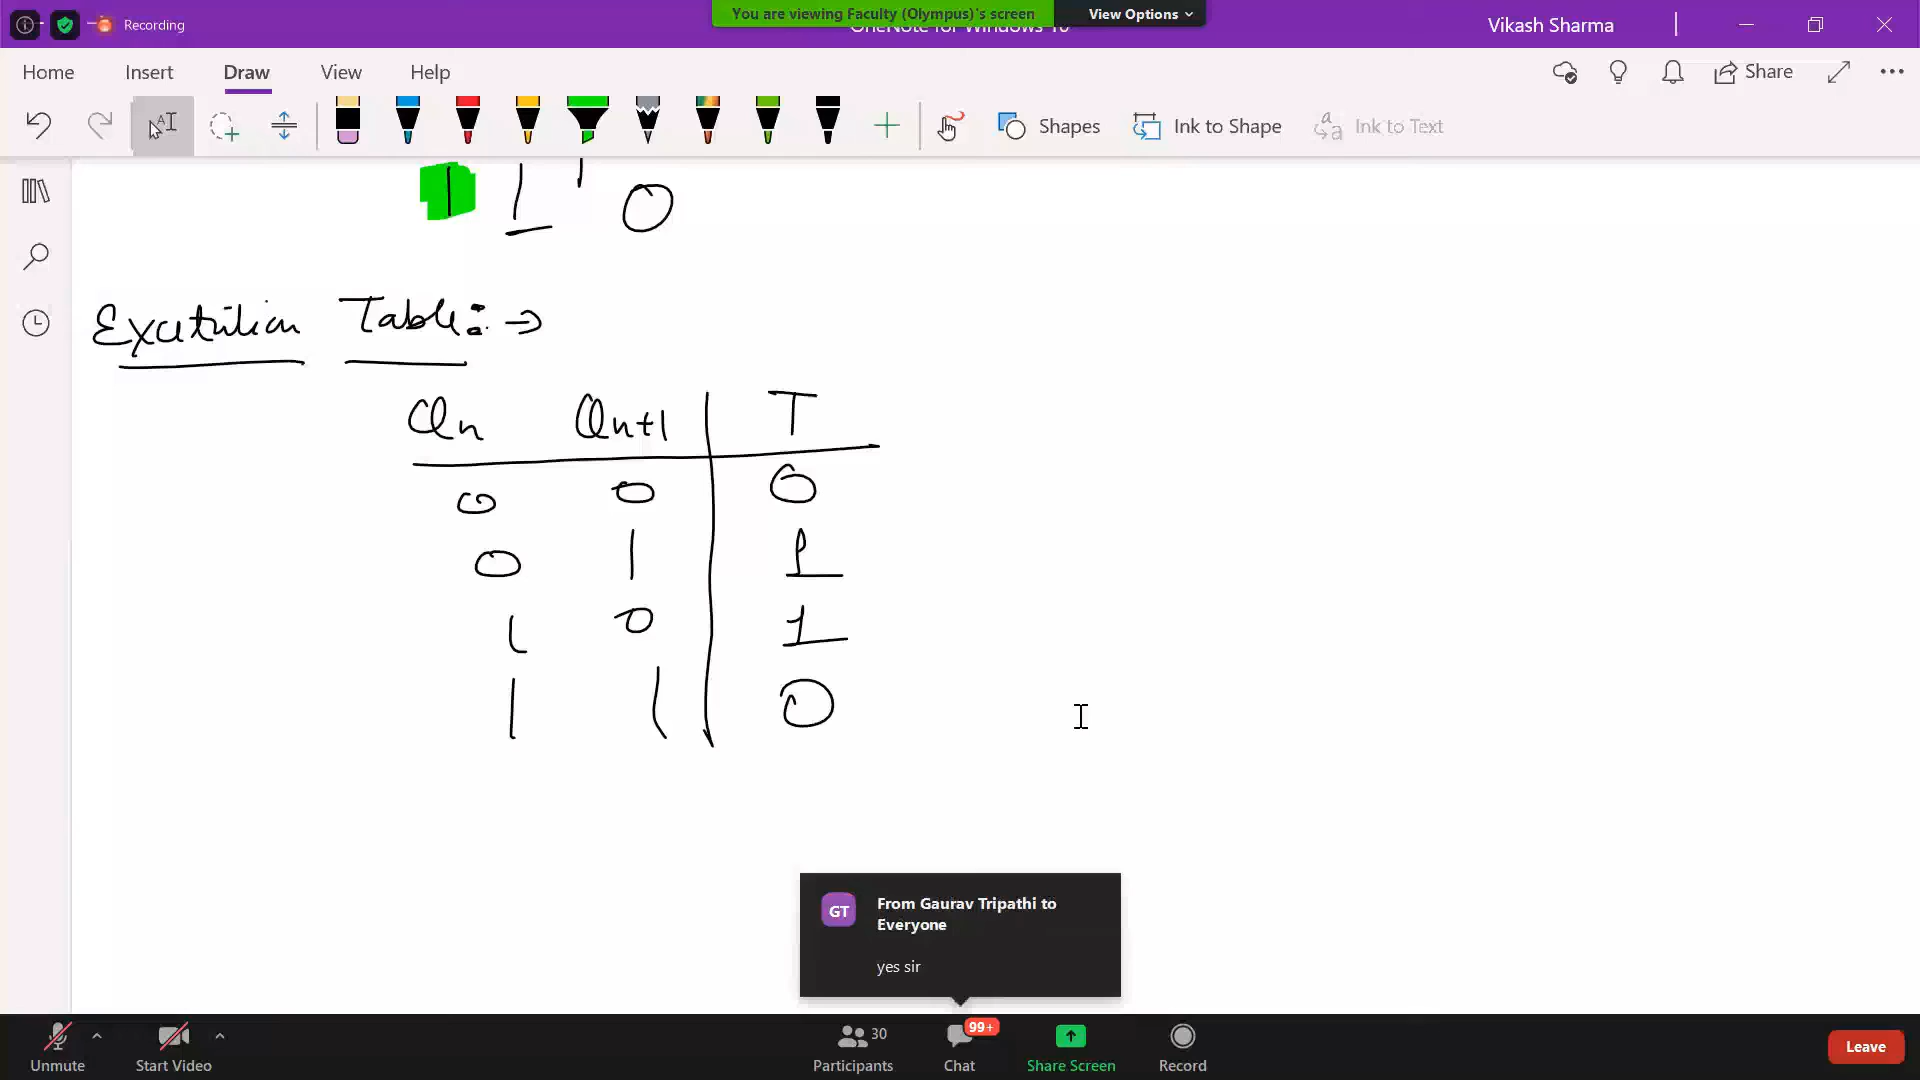 Recording
You are viewing Faculty (Olympus)'s screen
View Options
Vikash Sharma
Home Insert Draw View Help
Share
Shapes
Ink to Shape
Ink to Text
1 1 1 0
Excitition Table: →
Qn Qn+1 T
0 0 0
0 1 1
1 0 1
1 1 0
GT
From Gaurav Tripathi to
Everyone
yes sir
Unmute
Start Video
30
Participants
99+
Chat
Share Screen
Record
Leave